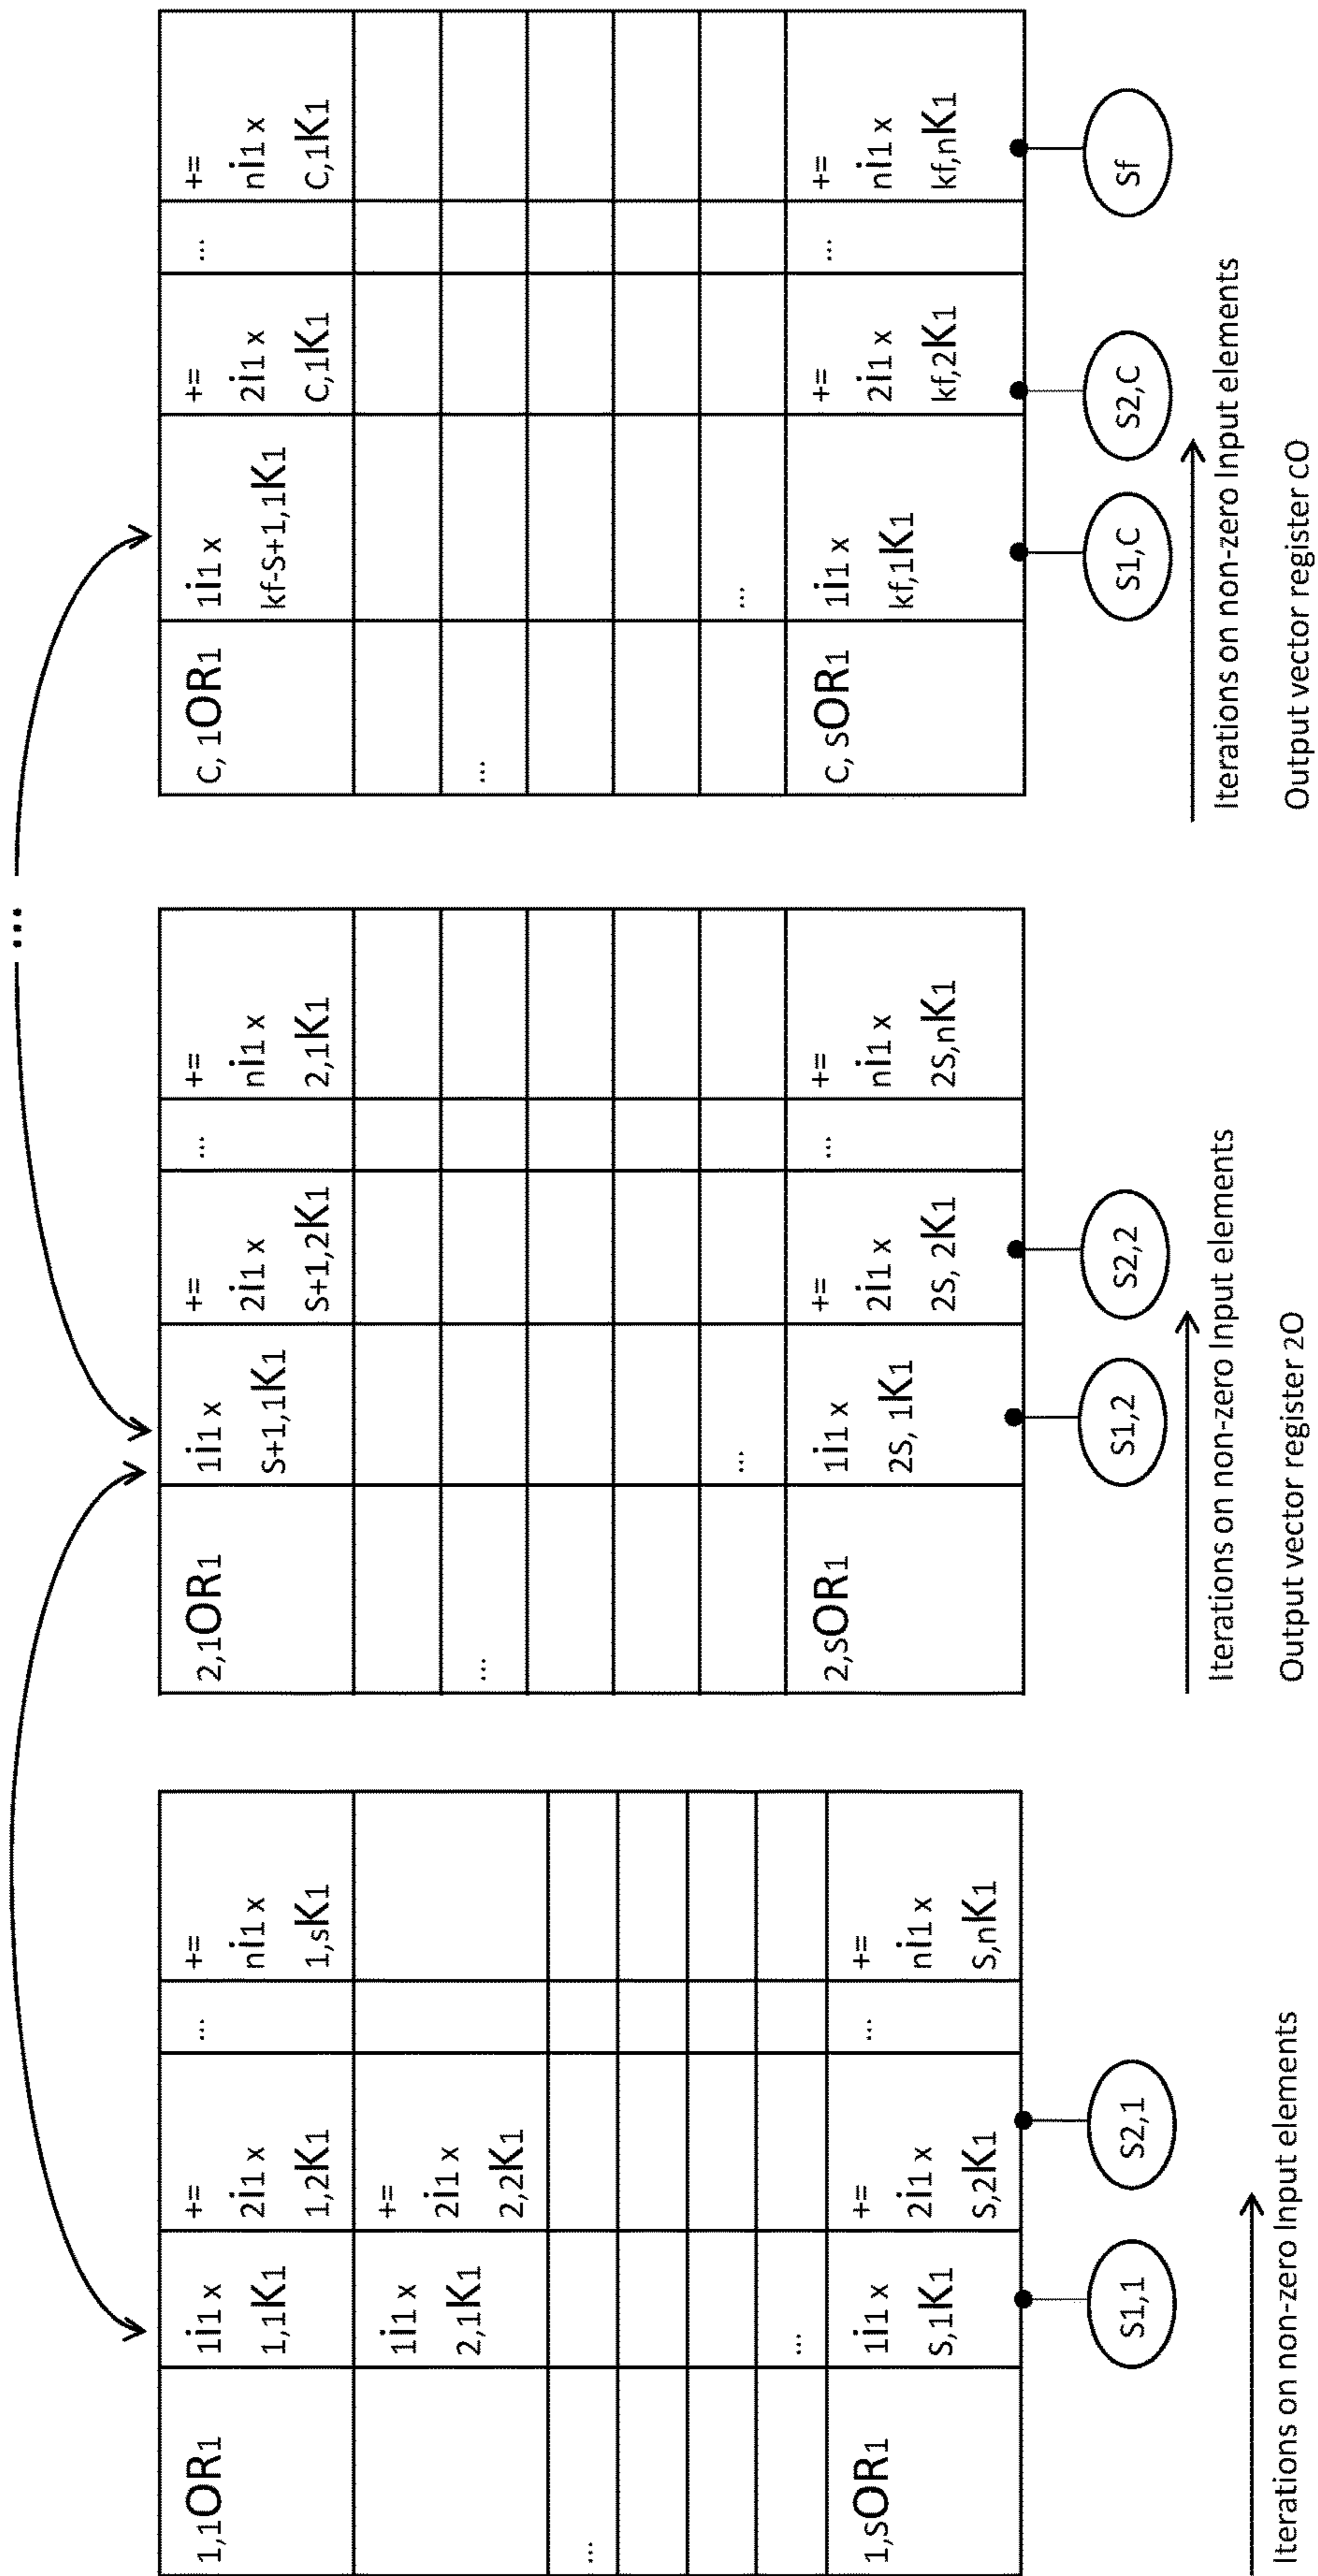 ...
1,1OR1
1i1 x
1,1K1
+=
2i1 x
1,2K1
...
+=
ni1 x
1,sK1
1i1 x
2,1K1
+=
2i1 x
2,2K1
...
...
1,sOR1
1i1 x
S,1K1
+=
2i1 x
S,2K1
...
+=
ni1 x
S,nK1
S1,1
S2,1
Iterations on non-zero Input elements
2,1OR1
1i1 x
S+1,1K1
+=
2i1 x
S+1,2K1
...
+=
ni1 x
2,1K1
...
...
2,sOR1
1i1 x
2S, 1K1
+=
2i1 x
2S, 2K1
...
+=
ni1 x
2S,nK1
S1,2
S2,2
Iterations on non-zero Input elements
Output vector register 2O
C, 1OR1
1i1 x
kf-S+1,1K1
+=
2i1 x
C,1K1
...
+=
ni1 x
C,1K1
...
...
C, sOR1
1i1 x
kf,1K1
+=
2i1 x
kf,2K1
...
+=
ni1 x
kf,nK1
S1,C
S2,C
Sf
Iterations on non-zero Input elements
Output vector register cO